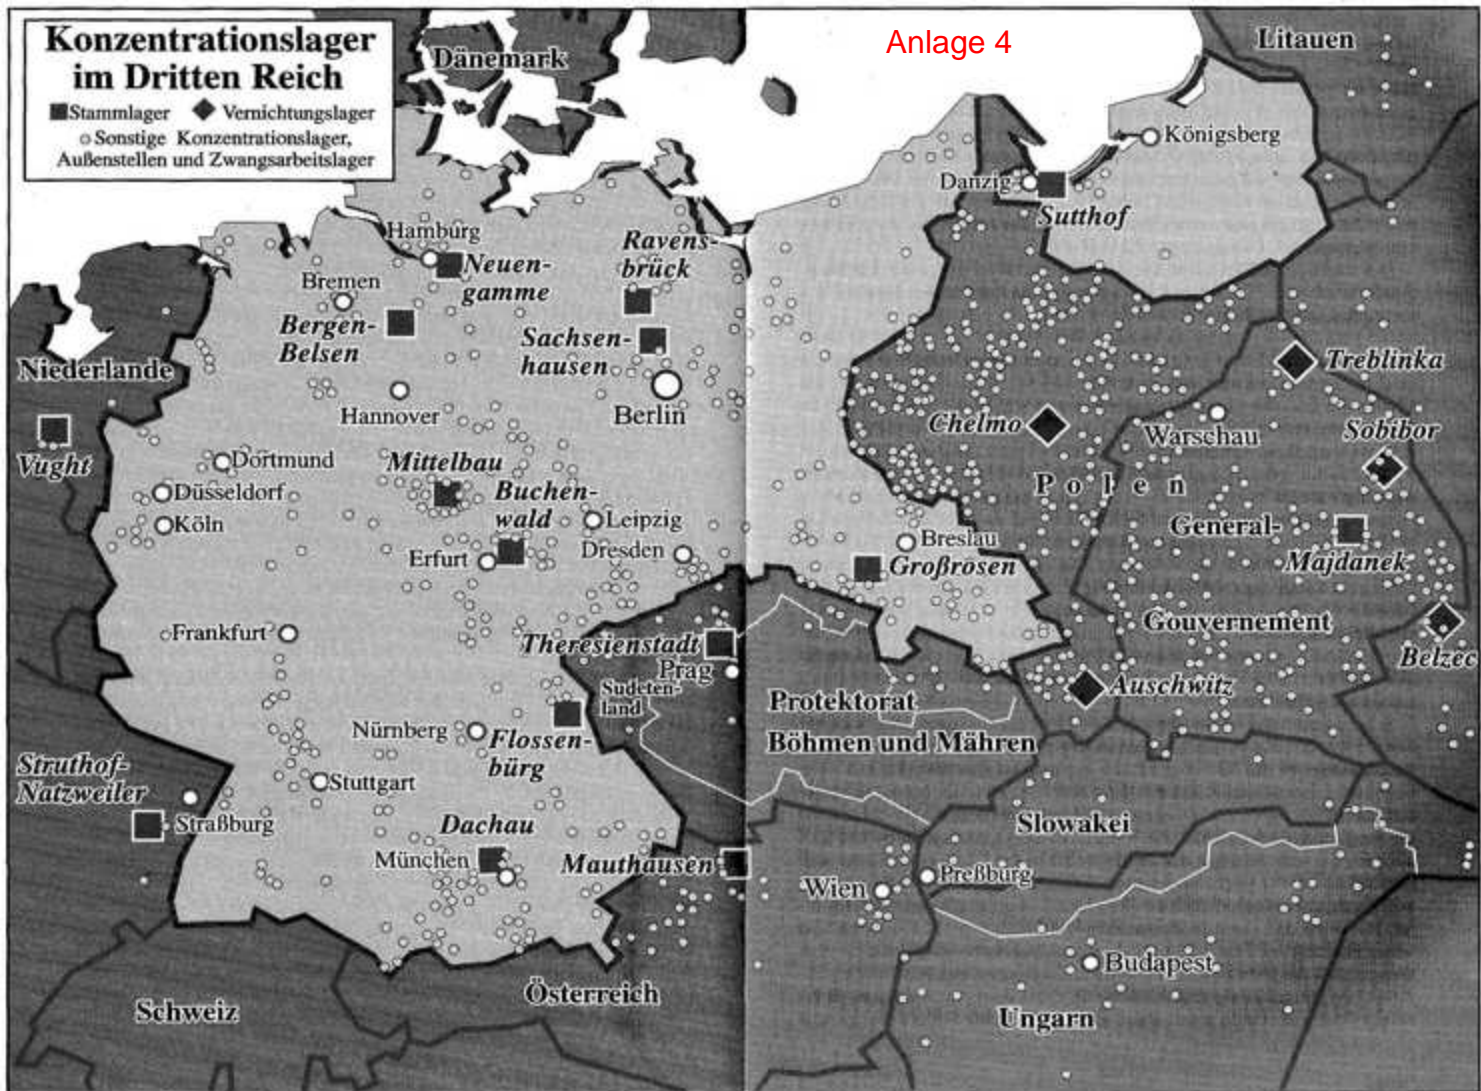 Konzentrationslager
im Dritten Reich
Stammlager Vernichtungslager
Sonstige Konzentrationslager,
Außenstellen und Zwangsarbeitslager
Anlage 4
Dänemark
Litauen
Königsberg
Danzig
Sutthof
Hamburg
Neuen-
gamme
Ravens-
brück
Bremen
Bergen-
Belsen
Sachsen-
hausen
Niederlande
Treblinka
Hannover
Berlin
Chelmo
Warschau
Sobibor
Vught
Dortmund
Mittelbau
Düsseldorf
Buchen-
wald
Polen
Köln
Leipzig
General-
Erfurt
Dresden
Breslau
Großrosen
Majdanek
Gouvernement
Frankfurt
Theresienstadt
Prag
Belzec
Sudeten-
land
Auschwitz
Protektorat
Böhmen und Mähren
Nürnberg
Flossen-
bürg
Struthof-
Natzweiler
Stuttgart
Straßburg
Dachau
München
Mauthausen
Slowakei
Wien
Preßburg
Budapest
Österreich
Schweiz
Ungarn